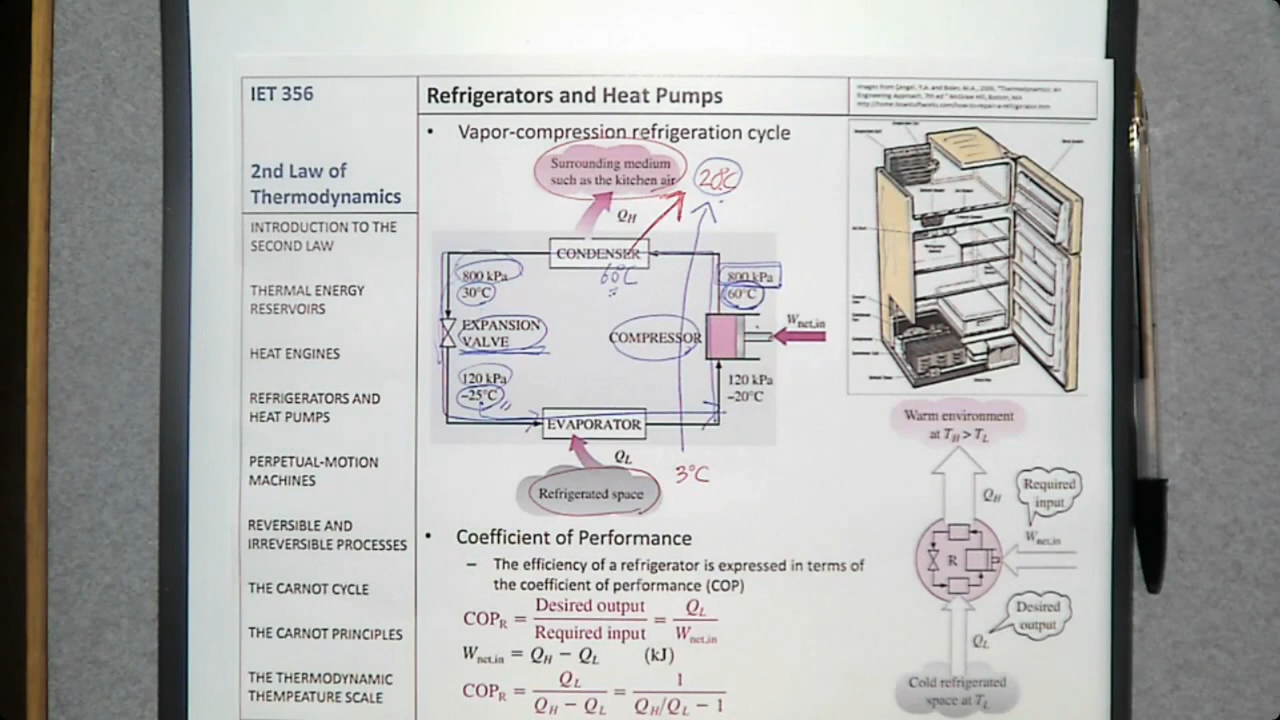 IET 356
2nd Law of
Thermodynamics
INTRODUCTION TO THE
SECOND LAW
THERMAL ENERGY
RESERVOIRS
HEAT ENGINES
REFRIGERATORS AND
HEAT PUMPS
PERPETUAL-MOTION
MACHINES
REVERSIBLE AND
IRREVERSIBLE PROCESSES
THE CARNOT CYCLE
THE CARNOT PRINCIPLES
THE THERMODYNAMIC
THEMPEATURE SCALE
Refrigerators and Heat Pumps
• Vapor-compression refrigeration cycle
Surrounding medium
such as the kitchen air
20°C
Q_H
CONDENSER
60°C
800 kPa
30°C
800 kPa
60°C
EXPANSION
VALVE
COMPRESSOR
W_net,in
120 kPa
–25°C
120 kPa
–20°C
EVAPORATOR
Q_L
3°C
Refrigerated space
• Coefficient of Performance
– The efficiency of a refrigerator is expressed in terms of
the coefficient of performance (COP)
COP_R = Desired output / Required input = Q_L / W_net,in
W_net,in = Q_H − Q_L (kJ)
COP_R = Q_L / (Q_H − Q_L) = 1 / (Q_H/Q_L − 1)
Warm environment
at T_H > T_L
Q_H
Required
input
W_net,in
R
Desired
output
Q_L
Cold refrigerated
space at T_L